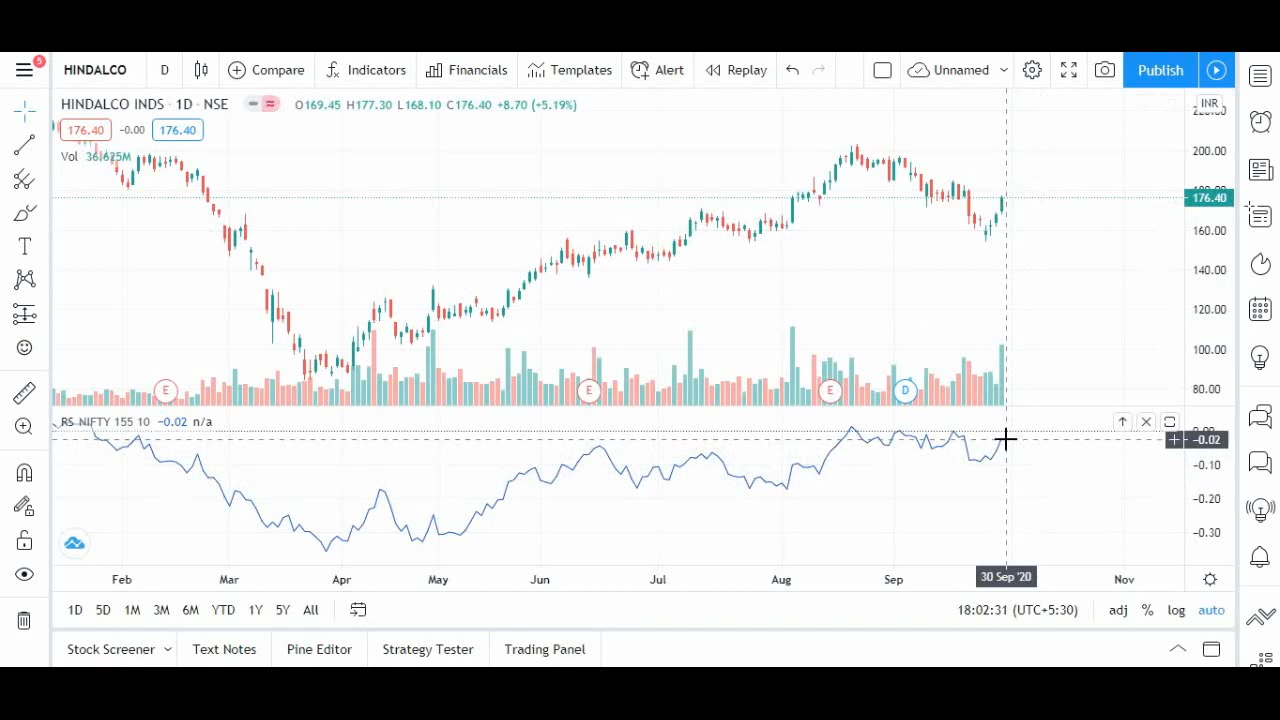 5
HINDALCO D Compare Indicators Financials Templates Alert Replay Unnamed Publish
HINDALCO INDS · 1D · NSE O169.45 H177.30 L168.10 C176.40 +8.70 (+5.19%) INR
176.40 -0.00 176.40
Vol 36.625M
200.00
176.40
160.00
140.00
120.00
100.00
80.00
E E E D
RS NIFTY 155 10 −0.02 n/a
0.00
−0.02
−0.10
−0.20
−0.30
Feb Mar Apr May Jun Jul Aug Sep 30 Sep '20 Nov
1D 5D 1M 3M 6M YTD 1Y 5Y All 18:02:31 (UTC+5:30) adj % log auto
Stock Screener Text Notes Pine Editor Strategy Tester Trading Panel